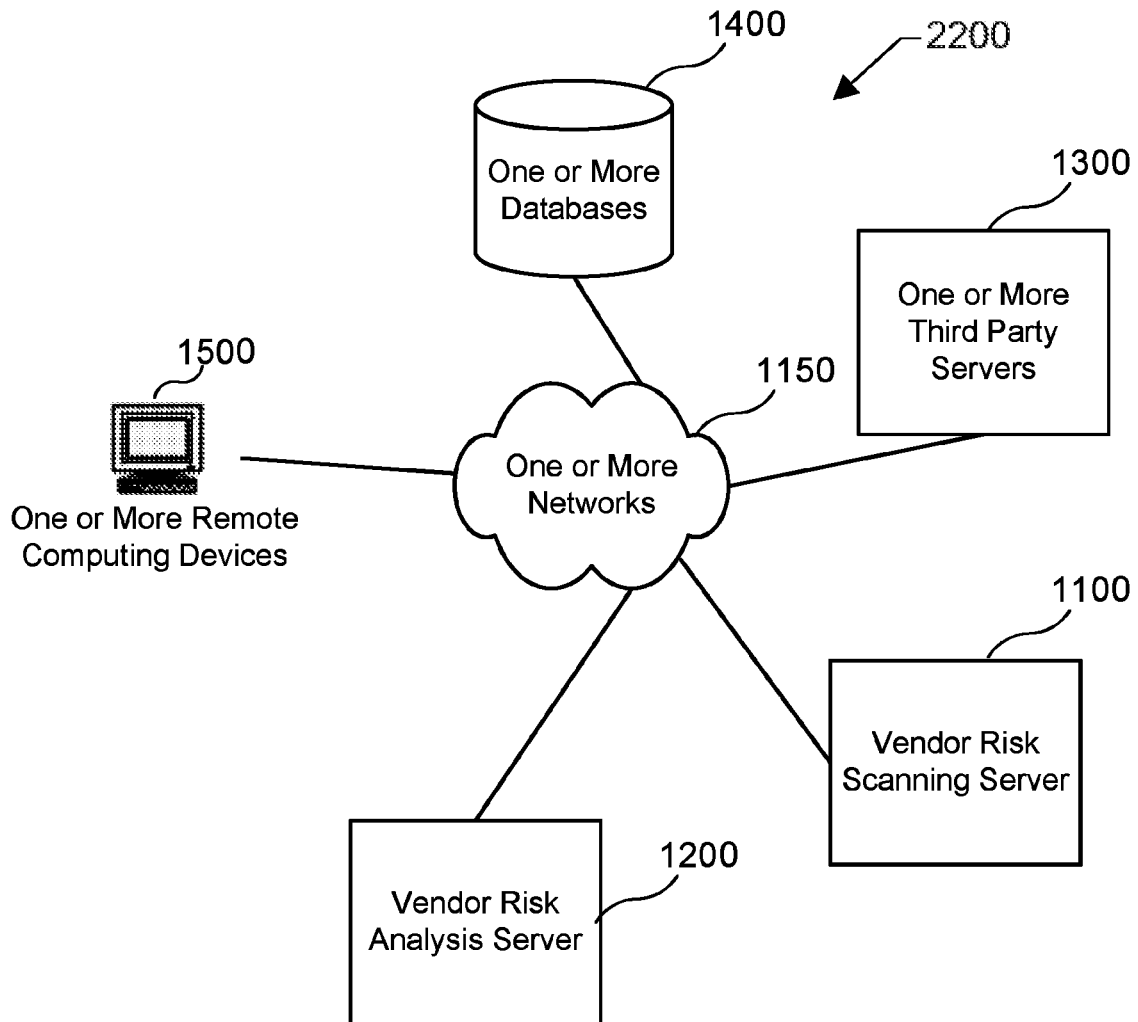 1400
2200
One or More
Databases
1300
One or More
Third Party
Servers
1500
1150
One or More
Networks
One or More Remote
Computing Devices
1100
Vendor Risk
Scanning Server
1200
Vendor Risk
Analysis Server